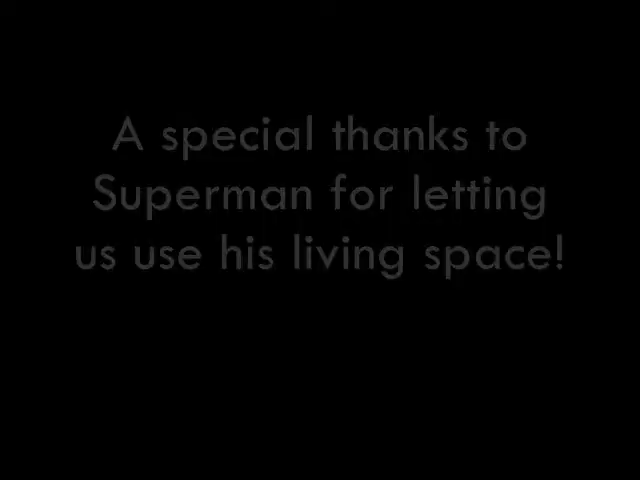 A special thanks to
Superman for letting
us use his living space!